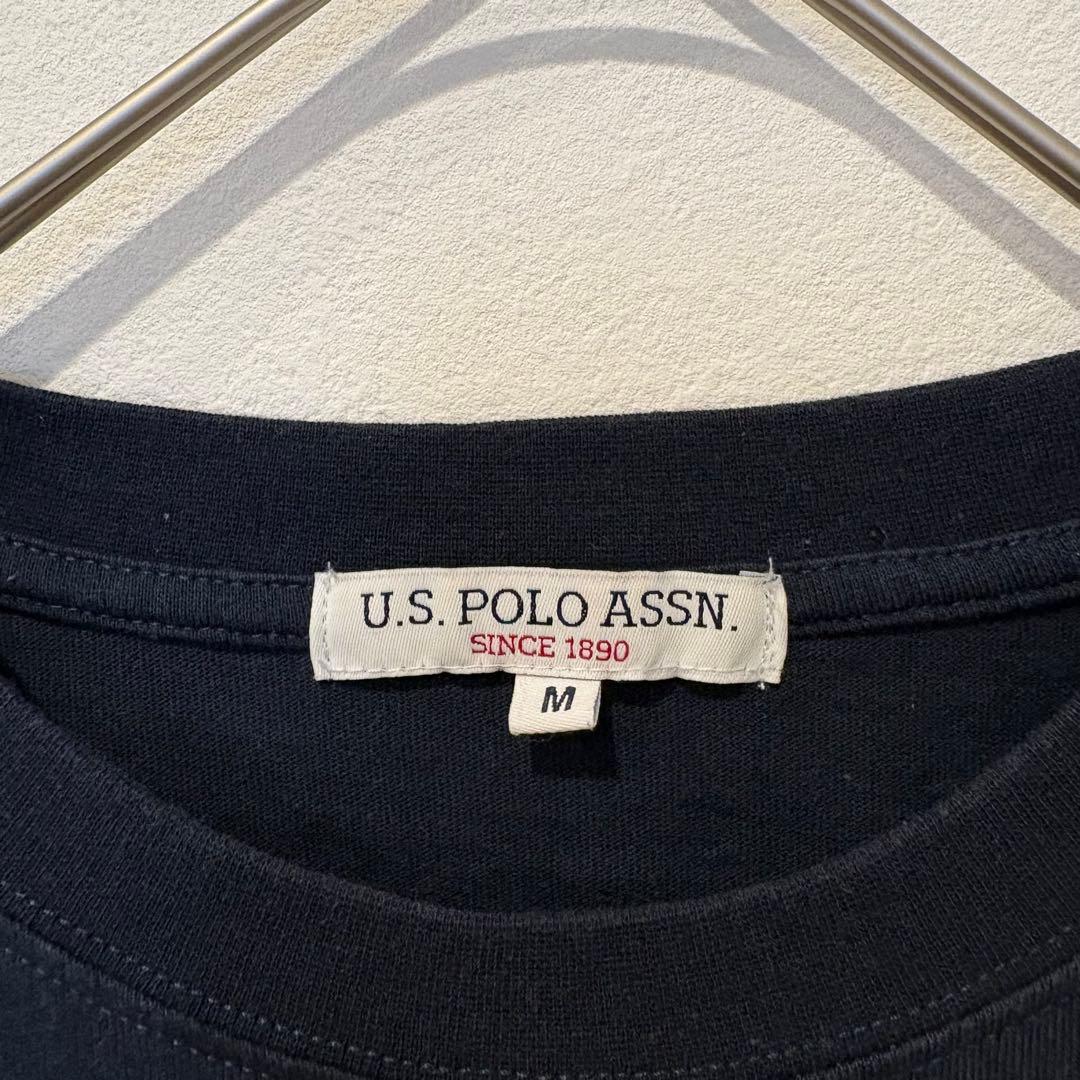 U.S. POLO ASSN.
SINCE 1890
M